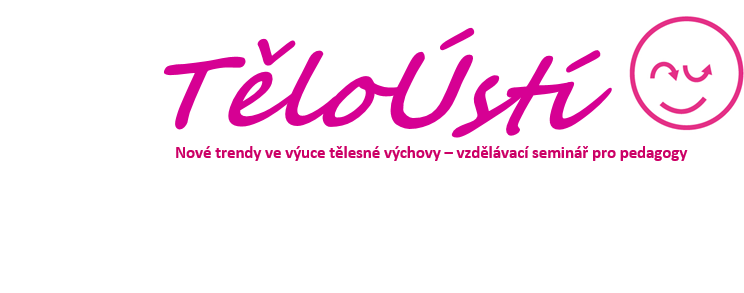 TěloÚstí
Nové trendy ve výuce tělesné výchovy – vzdělávací seminář pro pedagogy